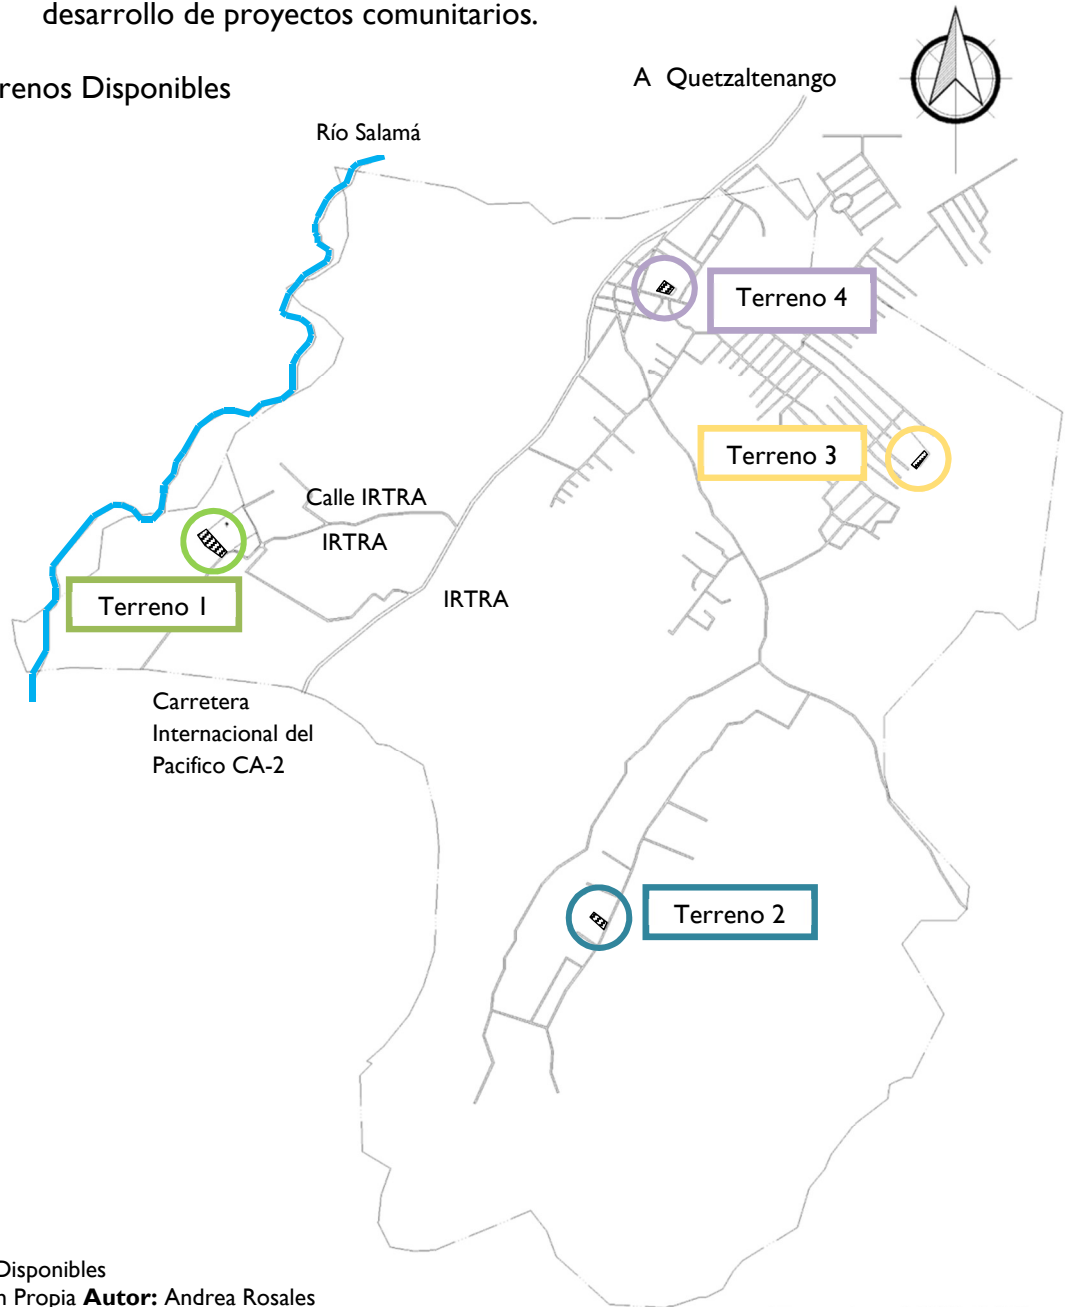 desarrollo de proyectos comunitarios.
renos Disponibles
A Quetzaltenango
Río Salamá
Terreno 4
Terreno 3
Calle IRTRA
IRTRA
IRTRA
Terreno 1
Carretera
Internacional del
Pacifico CA-2
Terreno 2
Disponibles
n Propia Autor: Andrea Rosales